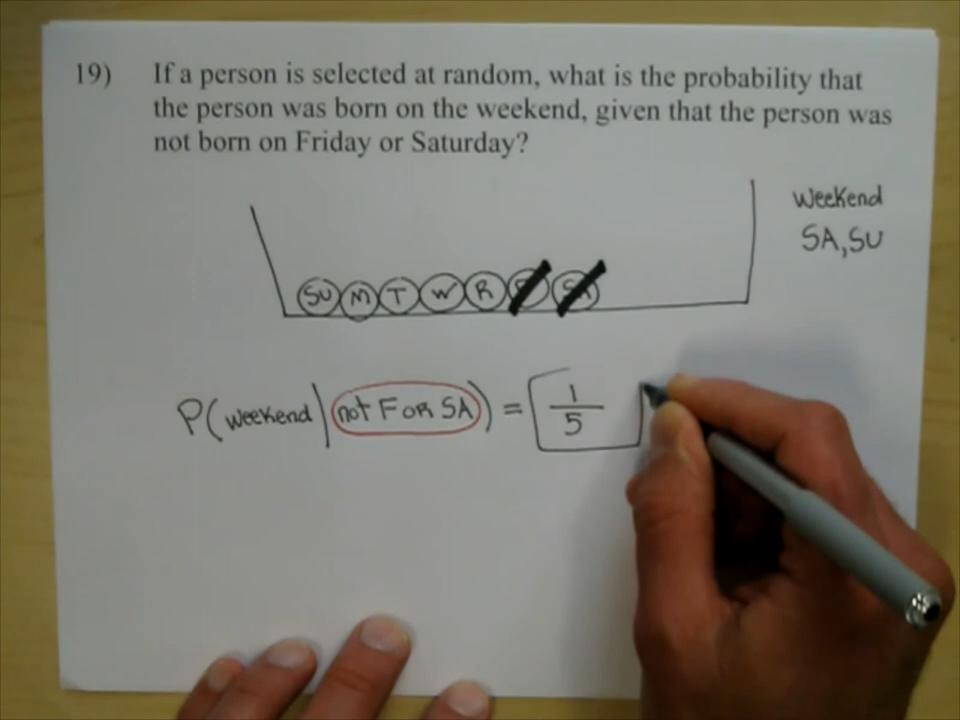 19) If a person is selected at random, what is the probability that
the person was born on the weekend, given that the person was
not born on Friday or Saturday?
Weekend
SA, SU
SU M T W R
P(weekend | not F or SA) = 1/5